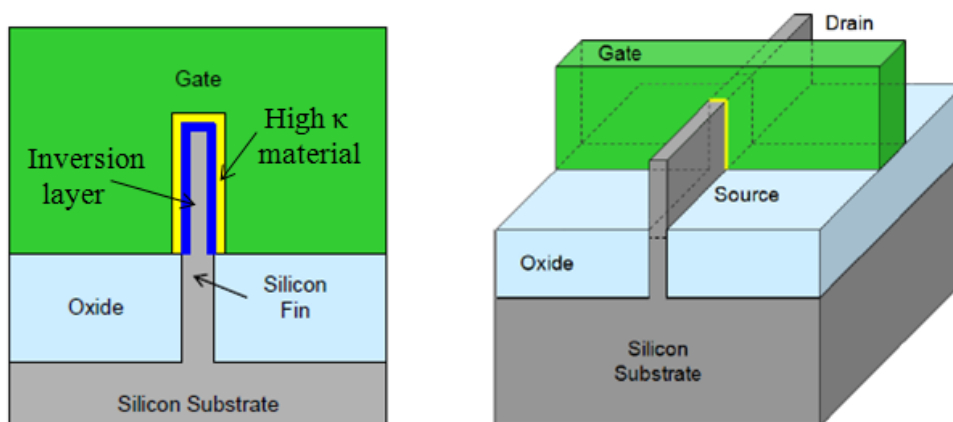 Gate
High κ
material
Inversion
layer
Oxide
Silicon
Fin
Silicon Substrate
Drain
Gate
Source
Oxide
Silicon
Substrate